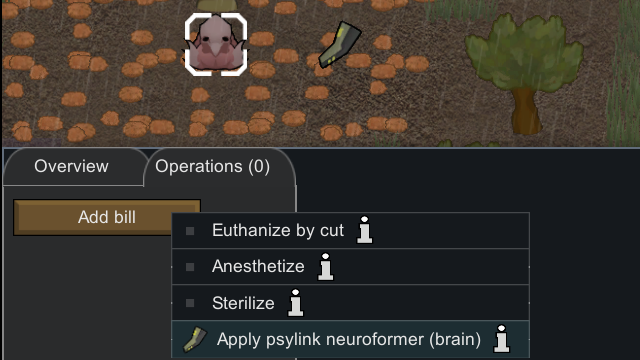 Overview
Operations (0)
Add bill
Euthanize by cut
Anesthetize
Sterilize
Apply psylink neuroformer (brain)